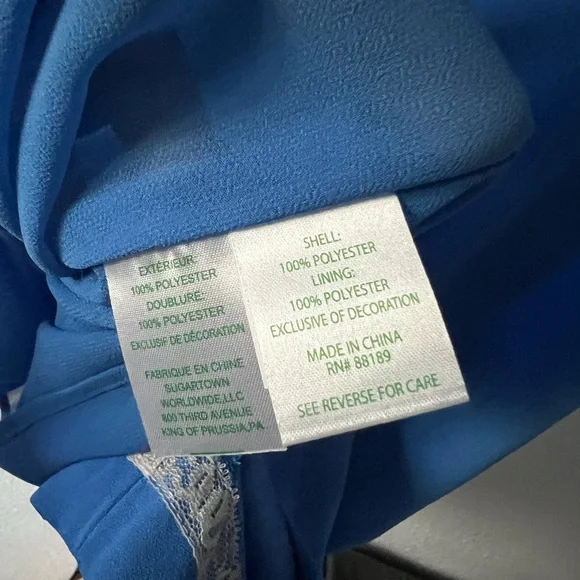 EXTÉRIEUR:
100% POLYESTER
DOUBLURE:
100% POLYESTER
EXCLUSIF DE DÉCORATION
FABRIQUE EN CHINE
SUGARTOWN
WORLDWIDE,LLC
800 THIRD AVENUE
KING OF PRUSSIA,PA
SHELL:
100% POLYESTER
LINING:
100% POLYESTER
EXCLUSIVE OF DECORATION
MADE IN CHINA
RN# 88189
SEE REVERSE FOR CARE